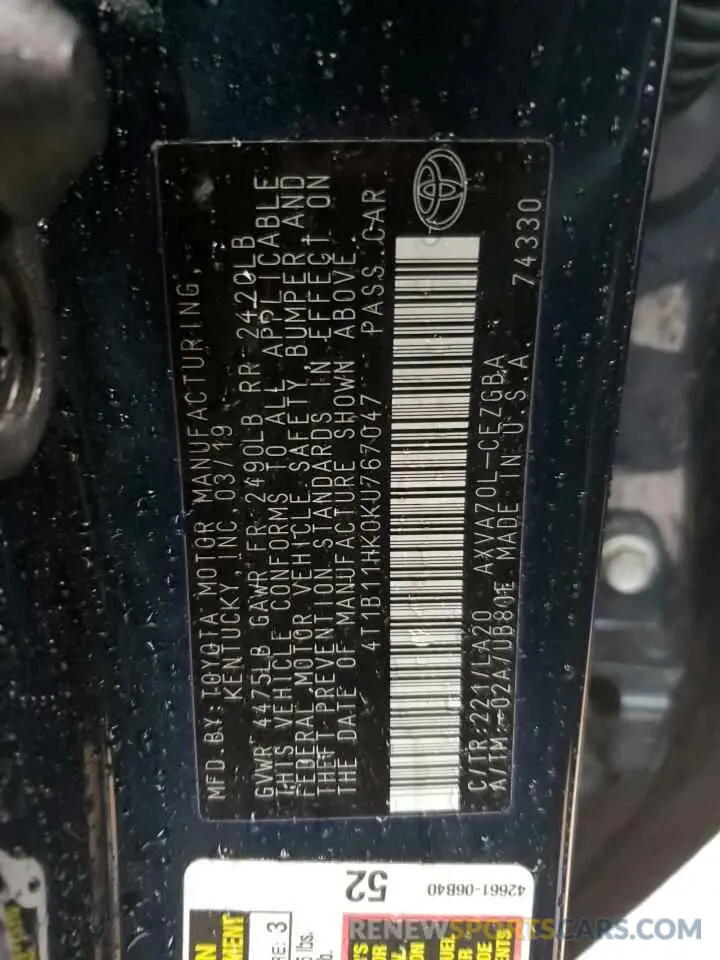 MFD. BY: TOYOTA MOTOR MANUFACTURING,
KENTUCKY, INC. 03/19
GVWR 4475LB GAWR FR 2490LB RR 2420LB
THIS VEHICLE CONFORMS TO ALL APPLICABLE
FEDERAL MOTOR VEHICLE SAFETY, BUMPER AND
THEFT PREVENTION STANDARDS IN EFFECT ON
THE DATE OF MANUFACTURE SHOWN ABOVE.
4T1B11HK0KU767047 PASS.CAR
C/TR:221/LA20 AXVA70L-CEZGBA
A/TM:-02A/UB80E MADE IN U.S.A. 74330
52
42661-06B40
3
lbs.
RENEWSPORTSCARS.COM